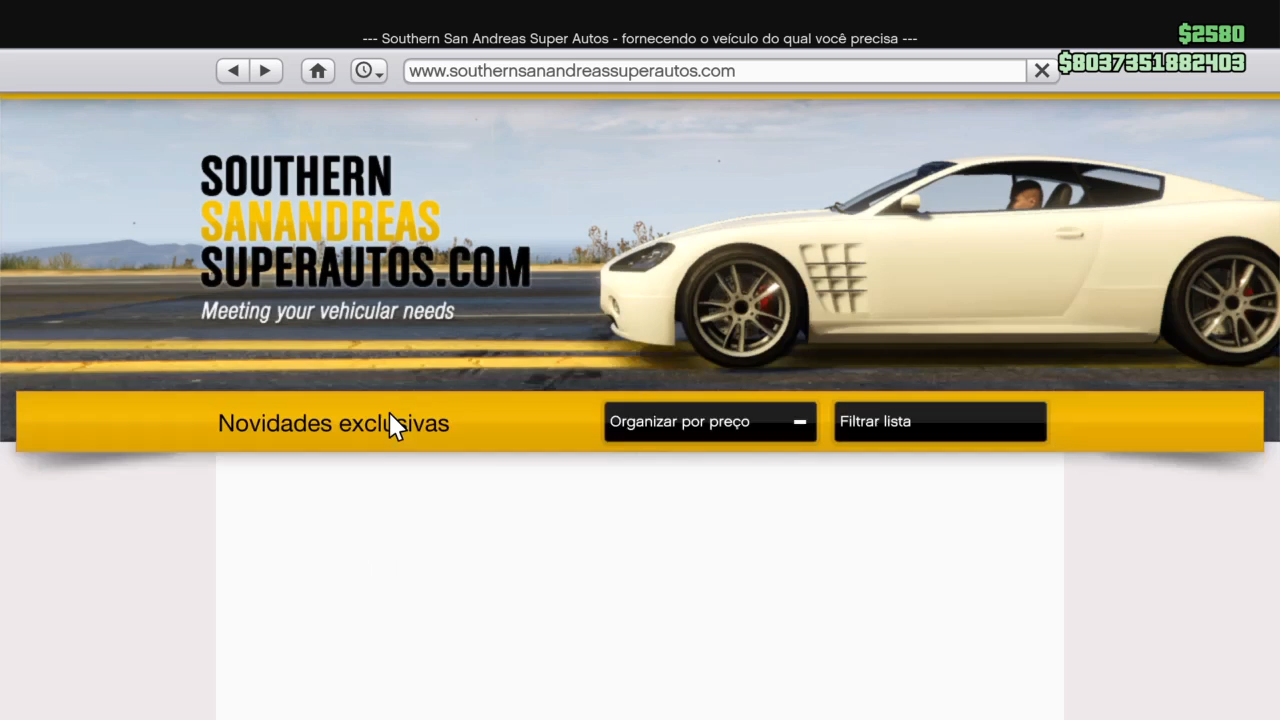 --- Southern San Andreas Super Autos - fornecendo o veículo do qual você precisa ---
$2580
$8037351882403
www.southernsanandreassuperautos.com
SOUTHERN
SANANDREAS
SUPERAUTOS.COM
Meeting your vehicular needs
Novidades exclusivas
Organizar por preço
Filtrar lista